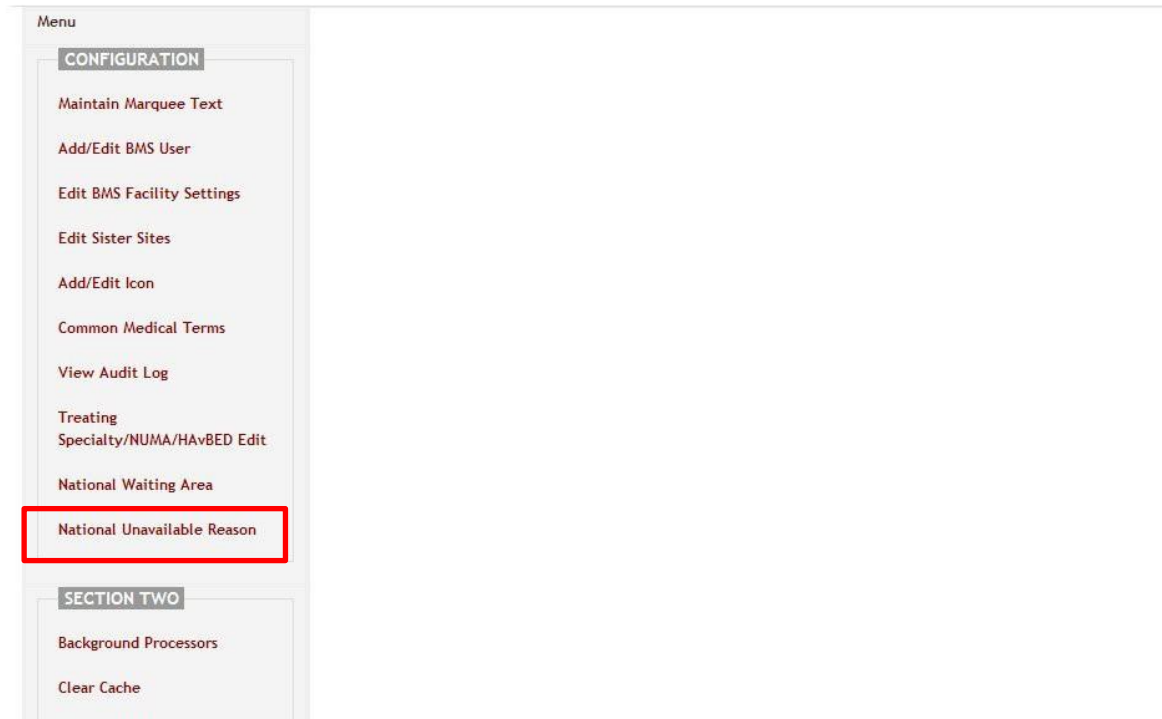 Menu
CONFIGURATION
Maintain Marquee Text
Add/Edit BMS User
Edit BMS Facility Settings
Edit Sister Sites
Add/Edit Icon
Common Medical Terms
View Audit Log
Treating
Specialty/NUMA/HAvBED Edit
National Waiting Area
National Unavailable Reason
SECTION TWO
Background Processors
Clear Cache